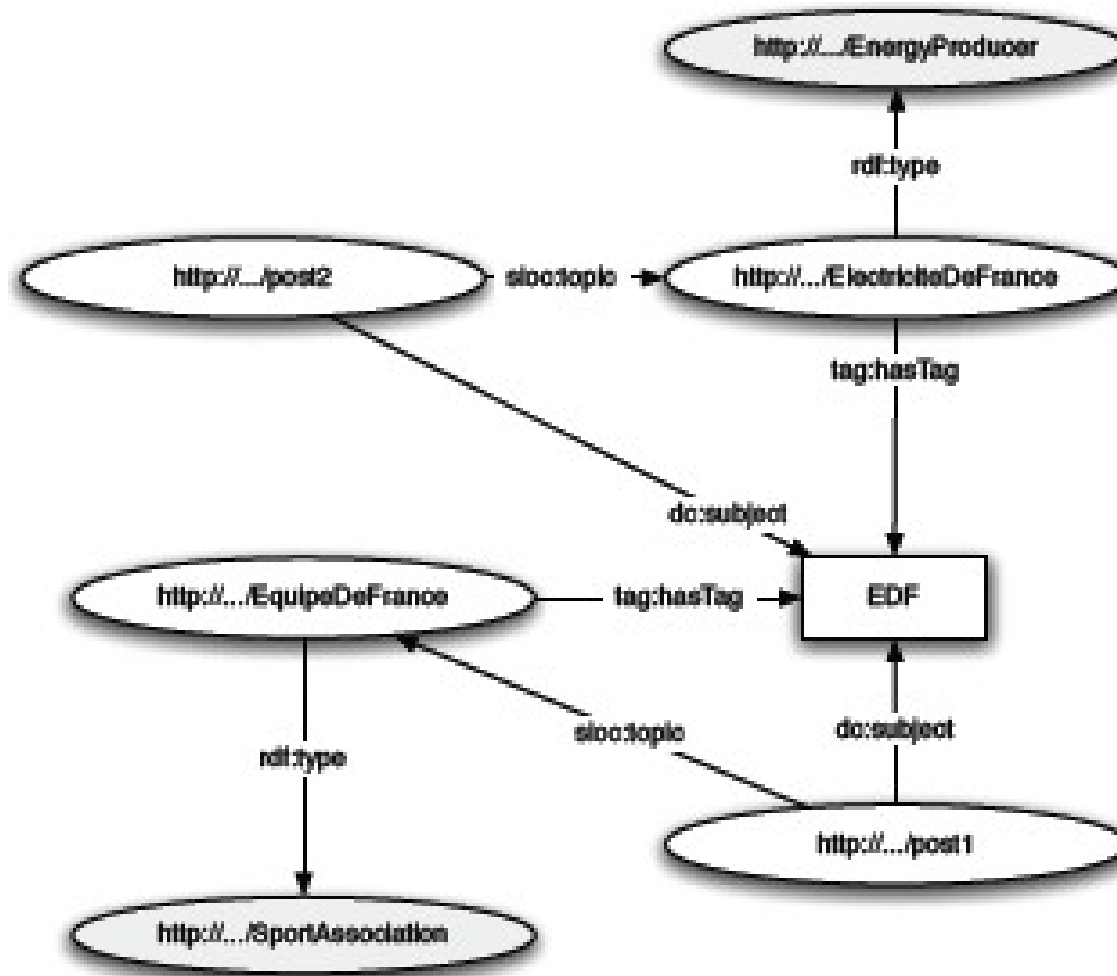 http://.../EnergyProducer
rdf:type
http://.../post2
sioc:topic
http://.../ElectriciteDeFrance
tag:hasTag
dc:subject
http://.../EquipeDeFrance
tag:hasTag
EDF
sioc:topic
dc:subject
rdf:type
http://.../post1
http://.../SportAssociation